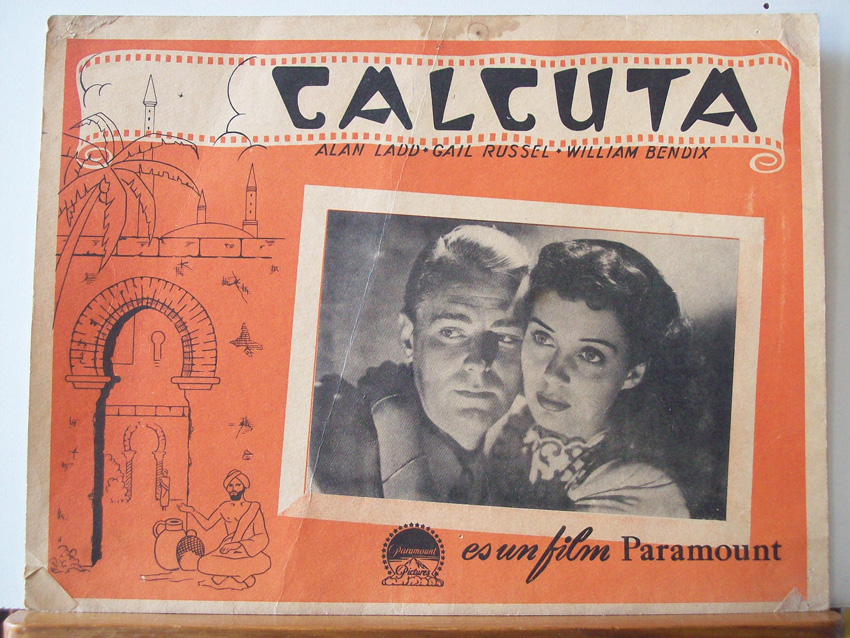 CALCUTA
ALAN LADD • GAIL RUSSEL • WILLIAM BENDIX
Paramount
Pictures
es un film Paramount